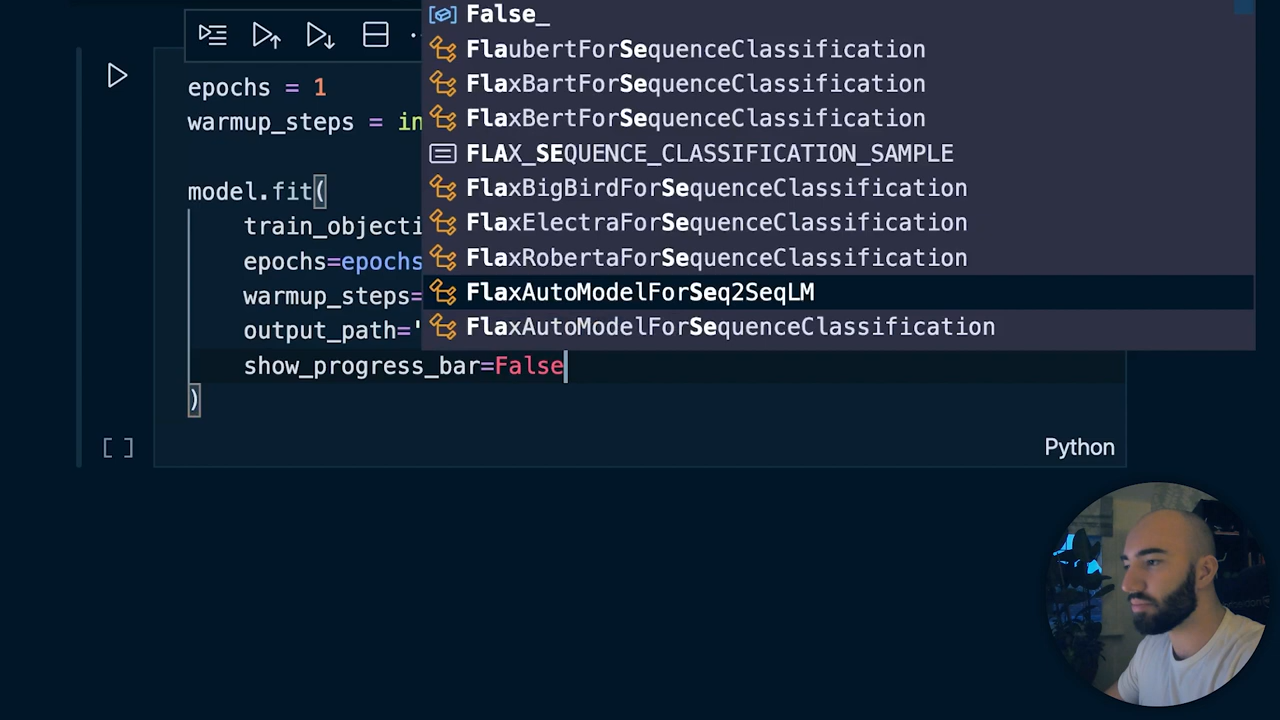 False_
FlaubertForSequenceClassification
epochs = 1
FlaxBartForSequenceClassification
warmup_steps = in
FlaxBertForSequenceClassification
FLAX_SEQUENCE_CLASSIFICATION_SAMPLE
model.fit(
FlaxBigBirdForSequenceClassification
train_objecti
FlaxElectraForSequenceClassification
epochs=epochs
FlaxRobertaForSequenceClassification
warmup_steps=
FlaxAutoModelForSeq2SeqLM
output_path='
FlaxAutoModelForSequenceClassification
show_progress_bar=False
)
[ ]
Python